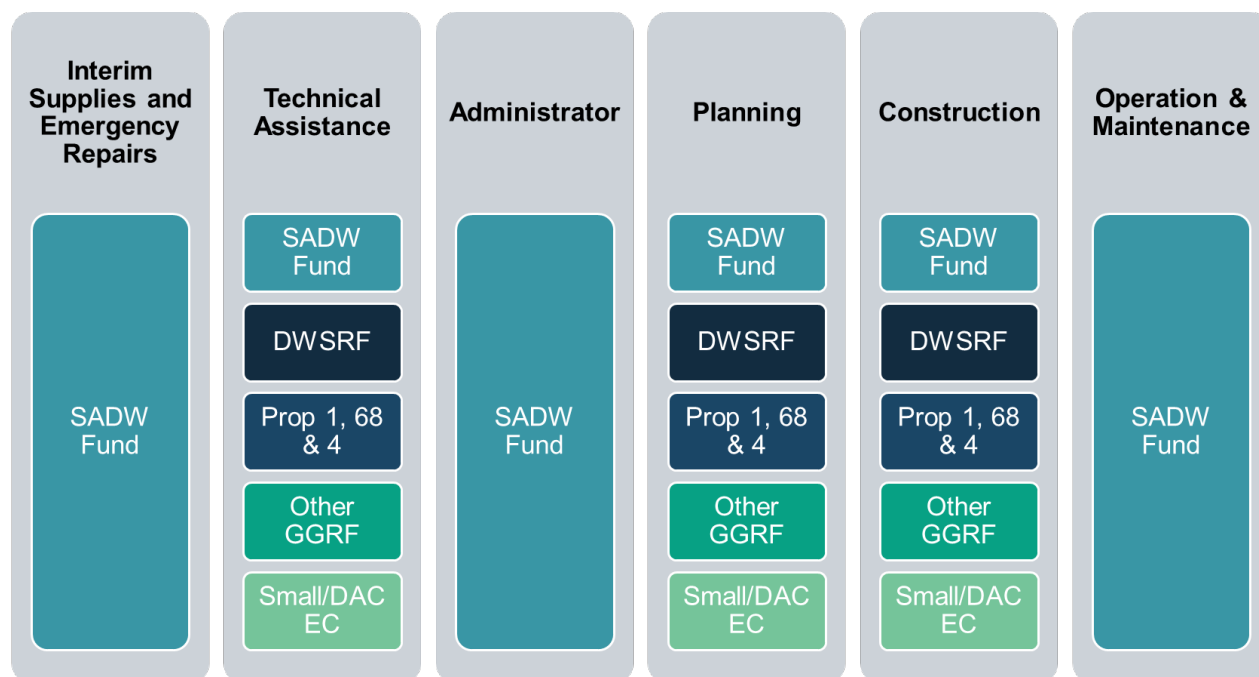 Interim
Supplies and
Emergency
Repairs
SADW
Fund
Technical
Assistance
SADW
Fund
DWSRF
Prop 1, 68
& 4
Other
GGRF
Small/DAC
EC
Administrator
SADW
Fund
Planning
SADW
Fund
DWSRF
Prop 1, 68
& 4
Other
GGRF
Small/DAC
EC
Construction
SADW
Fund
DWSRF
Prop 1, 68
& 4
Other
GGRF
Small/DAC
EC
Operation &
Maintenance
SADW
Fund